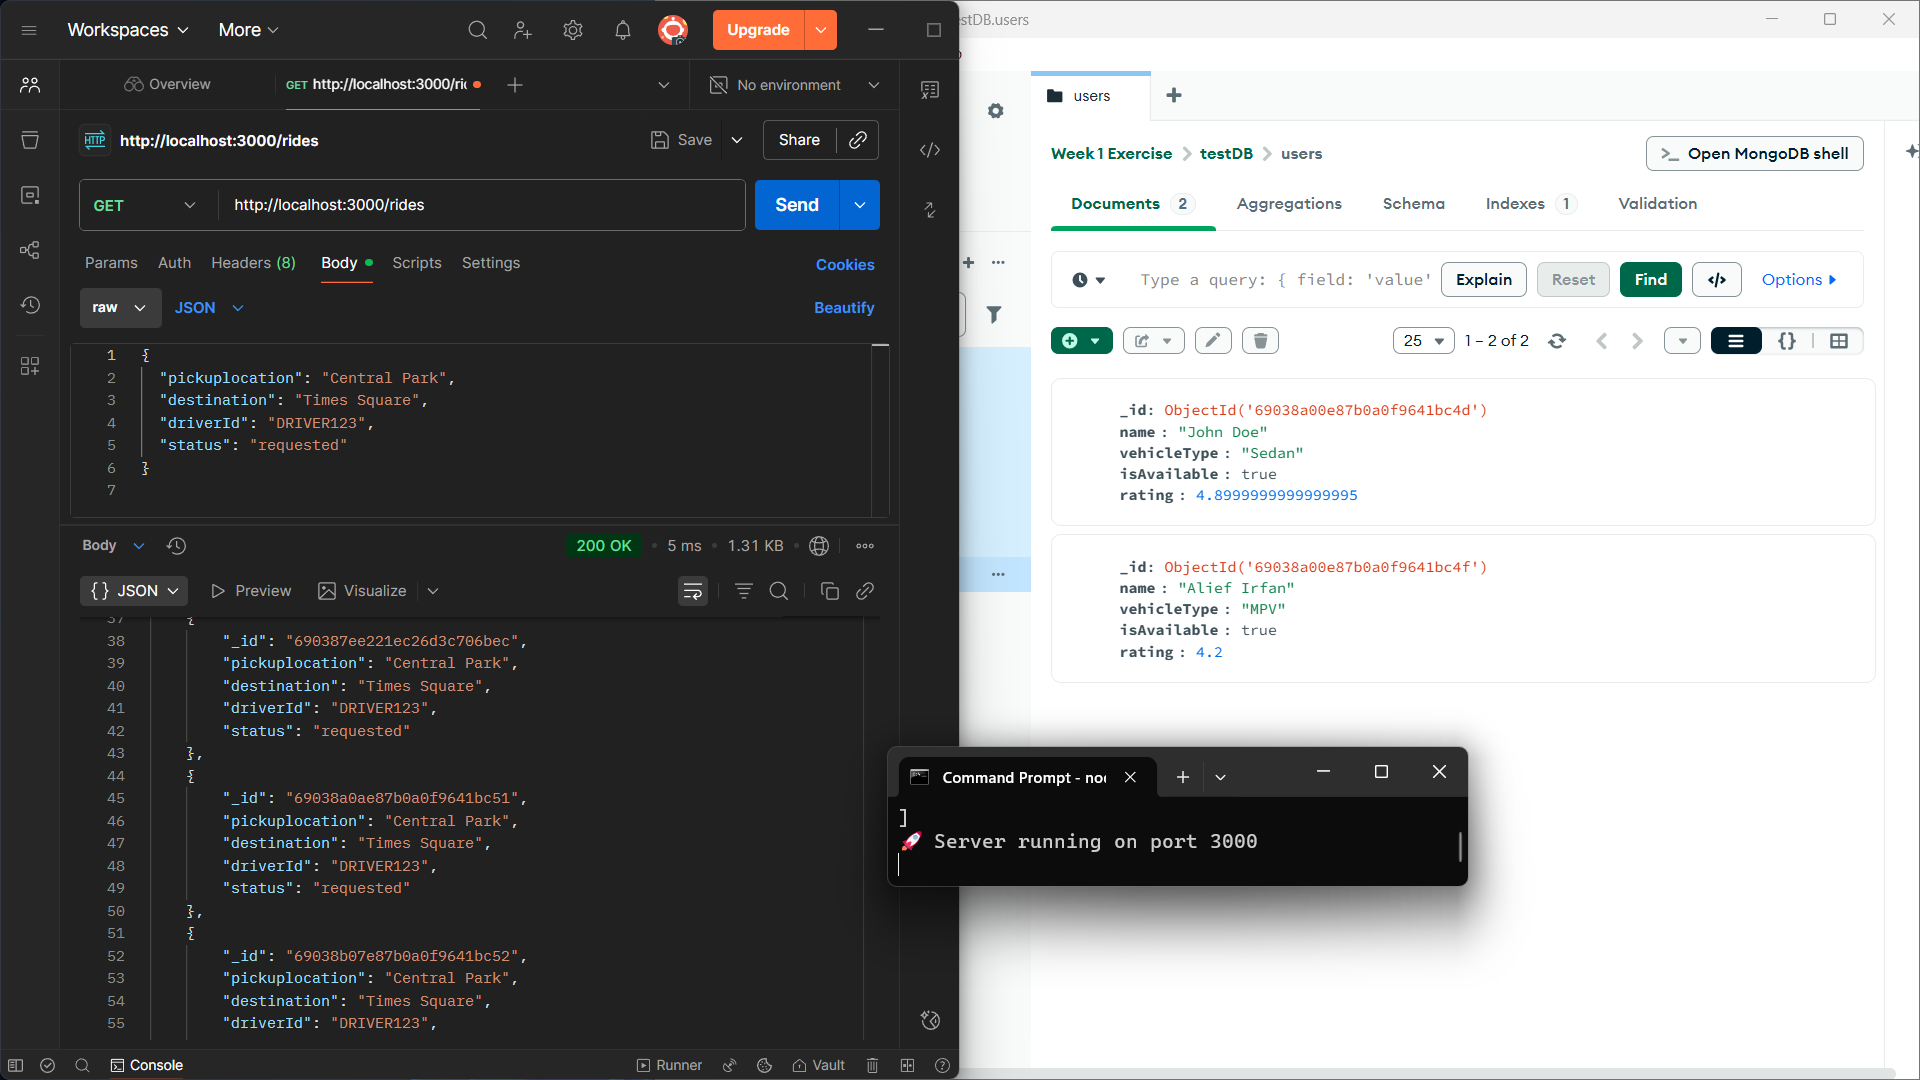 Workspaces
More
Upgrade
Overview
GET http://localhost:3000/ri
No environment
HTTP
http://localhost:3000/rides
Save
Share
GET
http://localhost:3000/rides
Send
Params
Auth
Headers (8)
Body
Scripts
Settings
Cookies
raw
JSON
Beautify
1 {
2 "pickuplocation": "Central Park",
3 "destination": "Times Square",
4 "driverId": "DRIVER123",
5 "status": "requested"
6 }
7
Body
200 OK
5 ms
1.31 KB
{} JSON
Preview
Visualize
37 {
38 "_id": "690387ee221ec26d3c706bec",
39 "pickuplocation": "Central Park",
40 "destination": "Times Square",
41 "driverId": "DRIVER123",
42 "status": "requested"
43 },
44 {
45 "_id": "69038a0ae87b0a0f9641bc51",
46 "pickuplocation": "Central Park",
47 "destination": "Times Square",
48 "driverId": "DRIVER123",
49 "status": "requested"
50 },
51 {
52 "_id": "69038b07e87b0a0f9641bc52",
53 "pickuplocation": "Central Park",
54 "destination": "Times Square",
55 "driverId": "DRIVER123",
Console
Runner
Vault
stDB.users
users
Week 1 Exercise > testDB > users
Open MongoDB shell
Documents 2
Aggregations
Schema
Indexes 1
Validation
Type a query: { field: 'value'
Explain
Reset
Find
Options
25
1 – 2 of 2
_id: ObjectId('69038a00e87b0a0f9641bc4d')
name : "John Doe"
vehicleType : "Sedan"
isAvailable : true
rating : 4.8999999999999995
_id: ObjectId('69038a00e87b0a0f9641bc4f')
name : "Alief Irfan"
vehicleType : "MPV"
isAvailable : true
rating : 4.2
Command Prompt - noc
]
🚀 Server running on port 3000